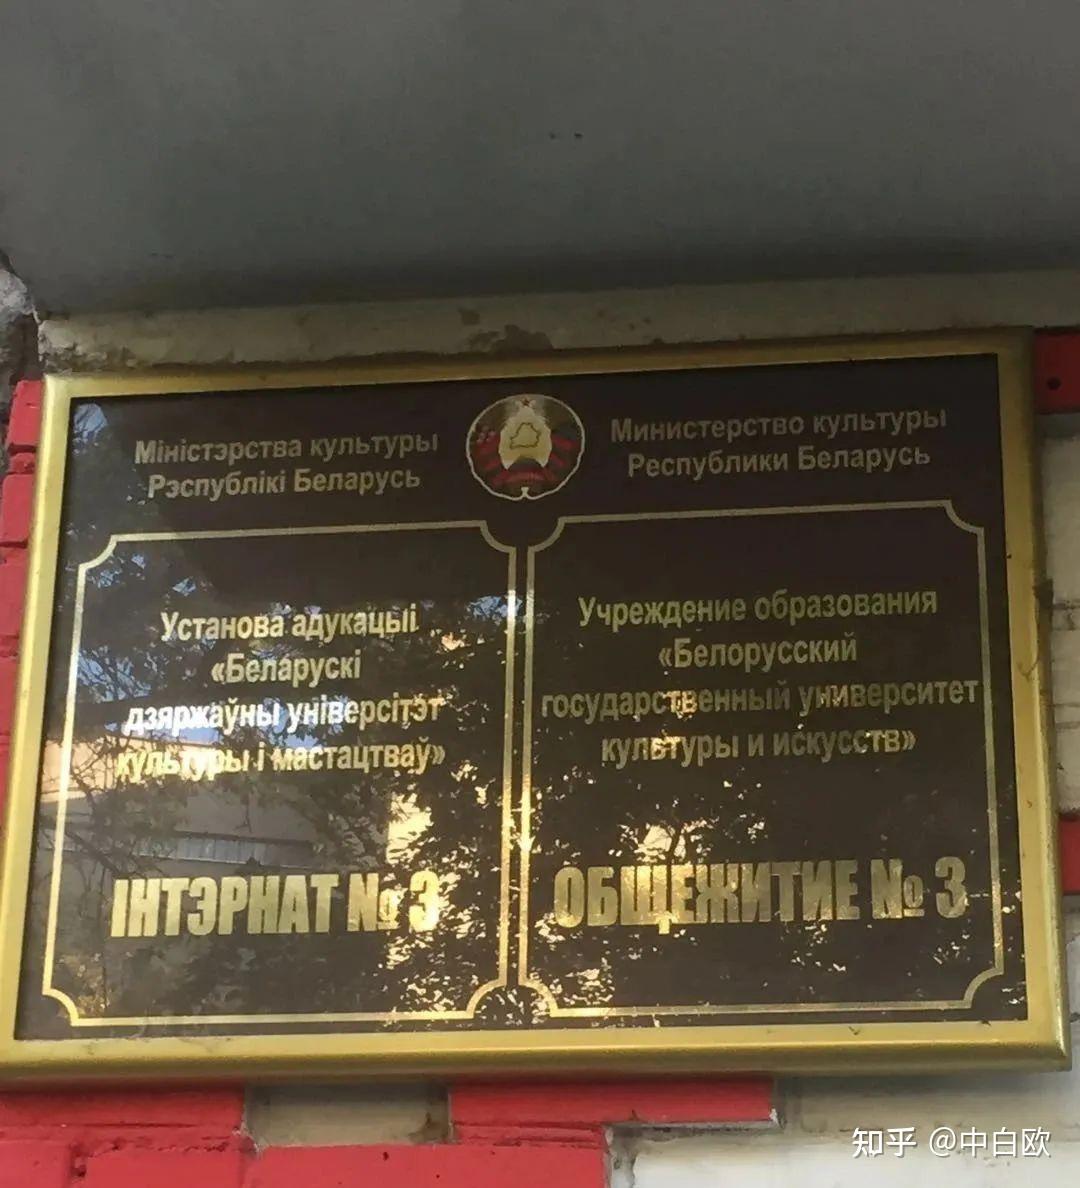 Міністэрства культуры
Рэспублікі Беларусь
Министерство культуры
Республики Беларусь
Установа адукацыі
«Беларускі
дзяржаўны універсітэт
культуры і мастацтваў»
ІНТЭРНАТ № 3
Учреждение образования
«Белорусский
государственный университет
культуры и искусств»
ОБЩЕЖИТИЕ № 3
知乎 @中白欧